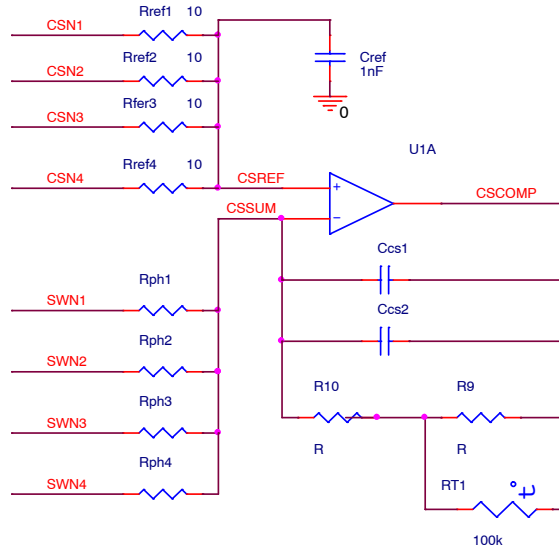 Rref1 10
CSN1
Rref2 10
Cref
1nF
CSN2
Rfer3 10
CSN3
0
U1A
Rref4 10
CSN4
CSREF
+
CSCOMP
CSSUM
−
Ccs1
Rph1
SWN1
Ccs2
Rph2
SWN2
R10
R9
Rph3
SWN3
R
R
Rph4
RT1
t
SWN4
100k